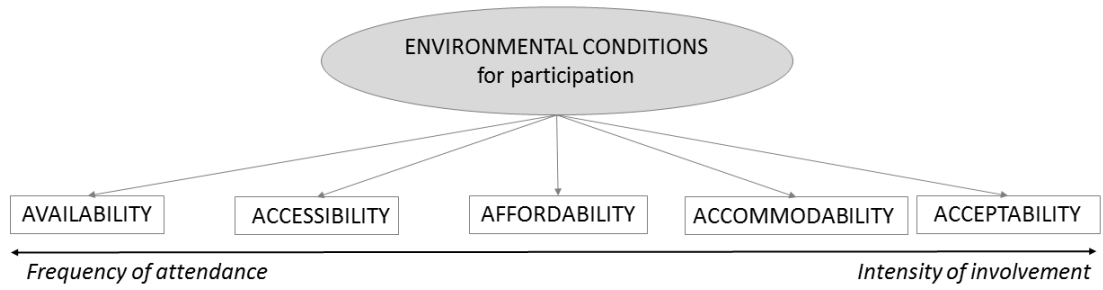 ENVIRONMENTAL CONDITIONS
for participation
AVAILABILITY
ACCESSIBILITY
AFFORDABILITY
ACCOMMODABILITY
ACCEPTABILITY
Frequency of attendance
Intensity of involvement